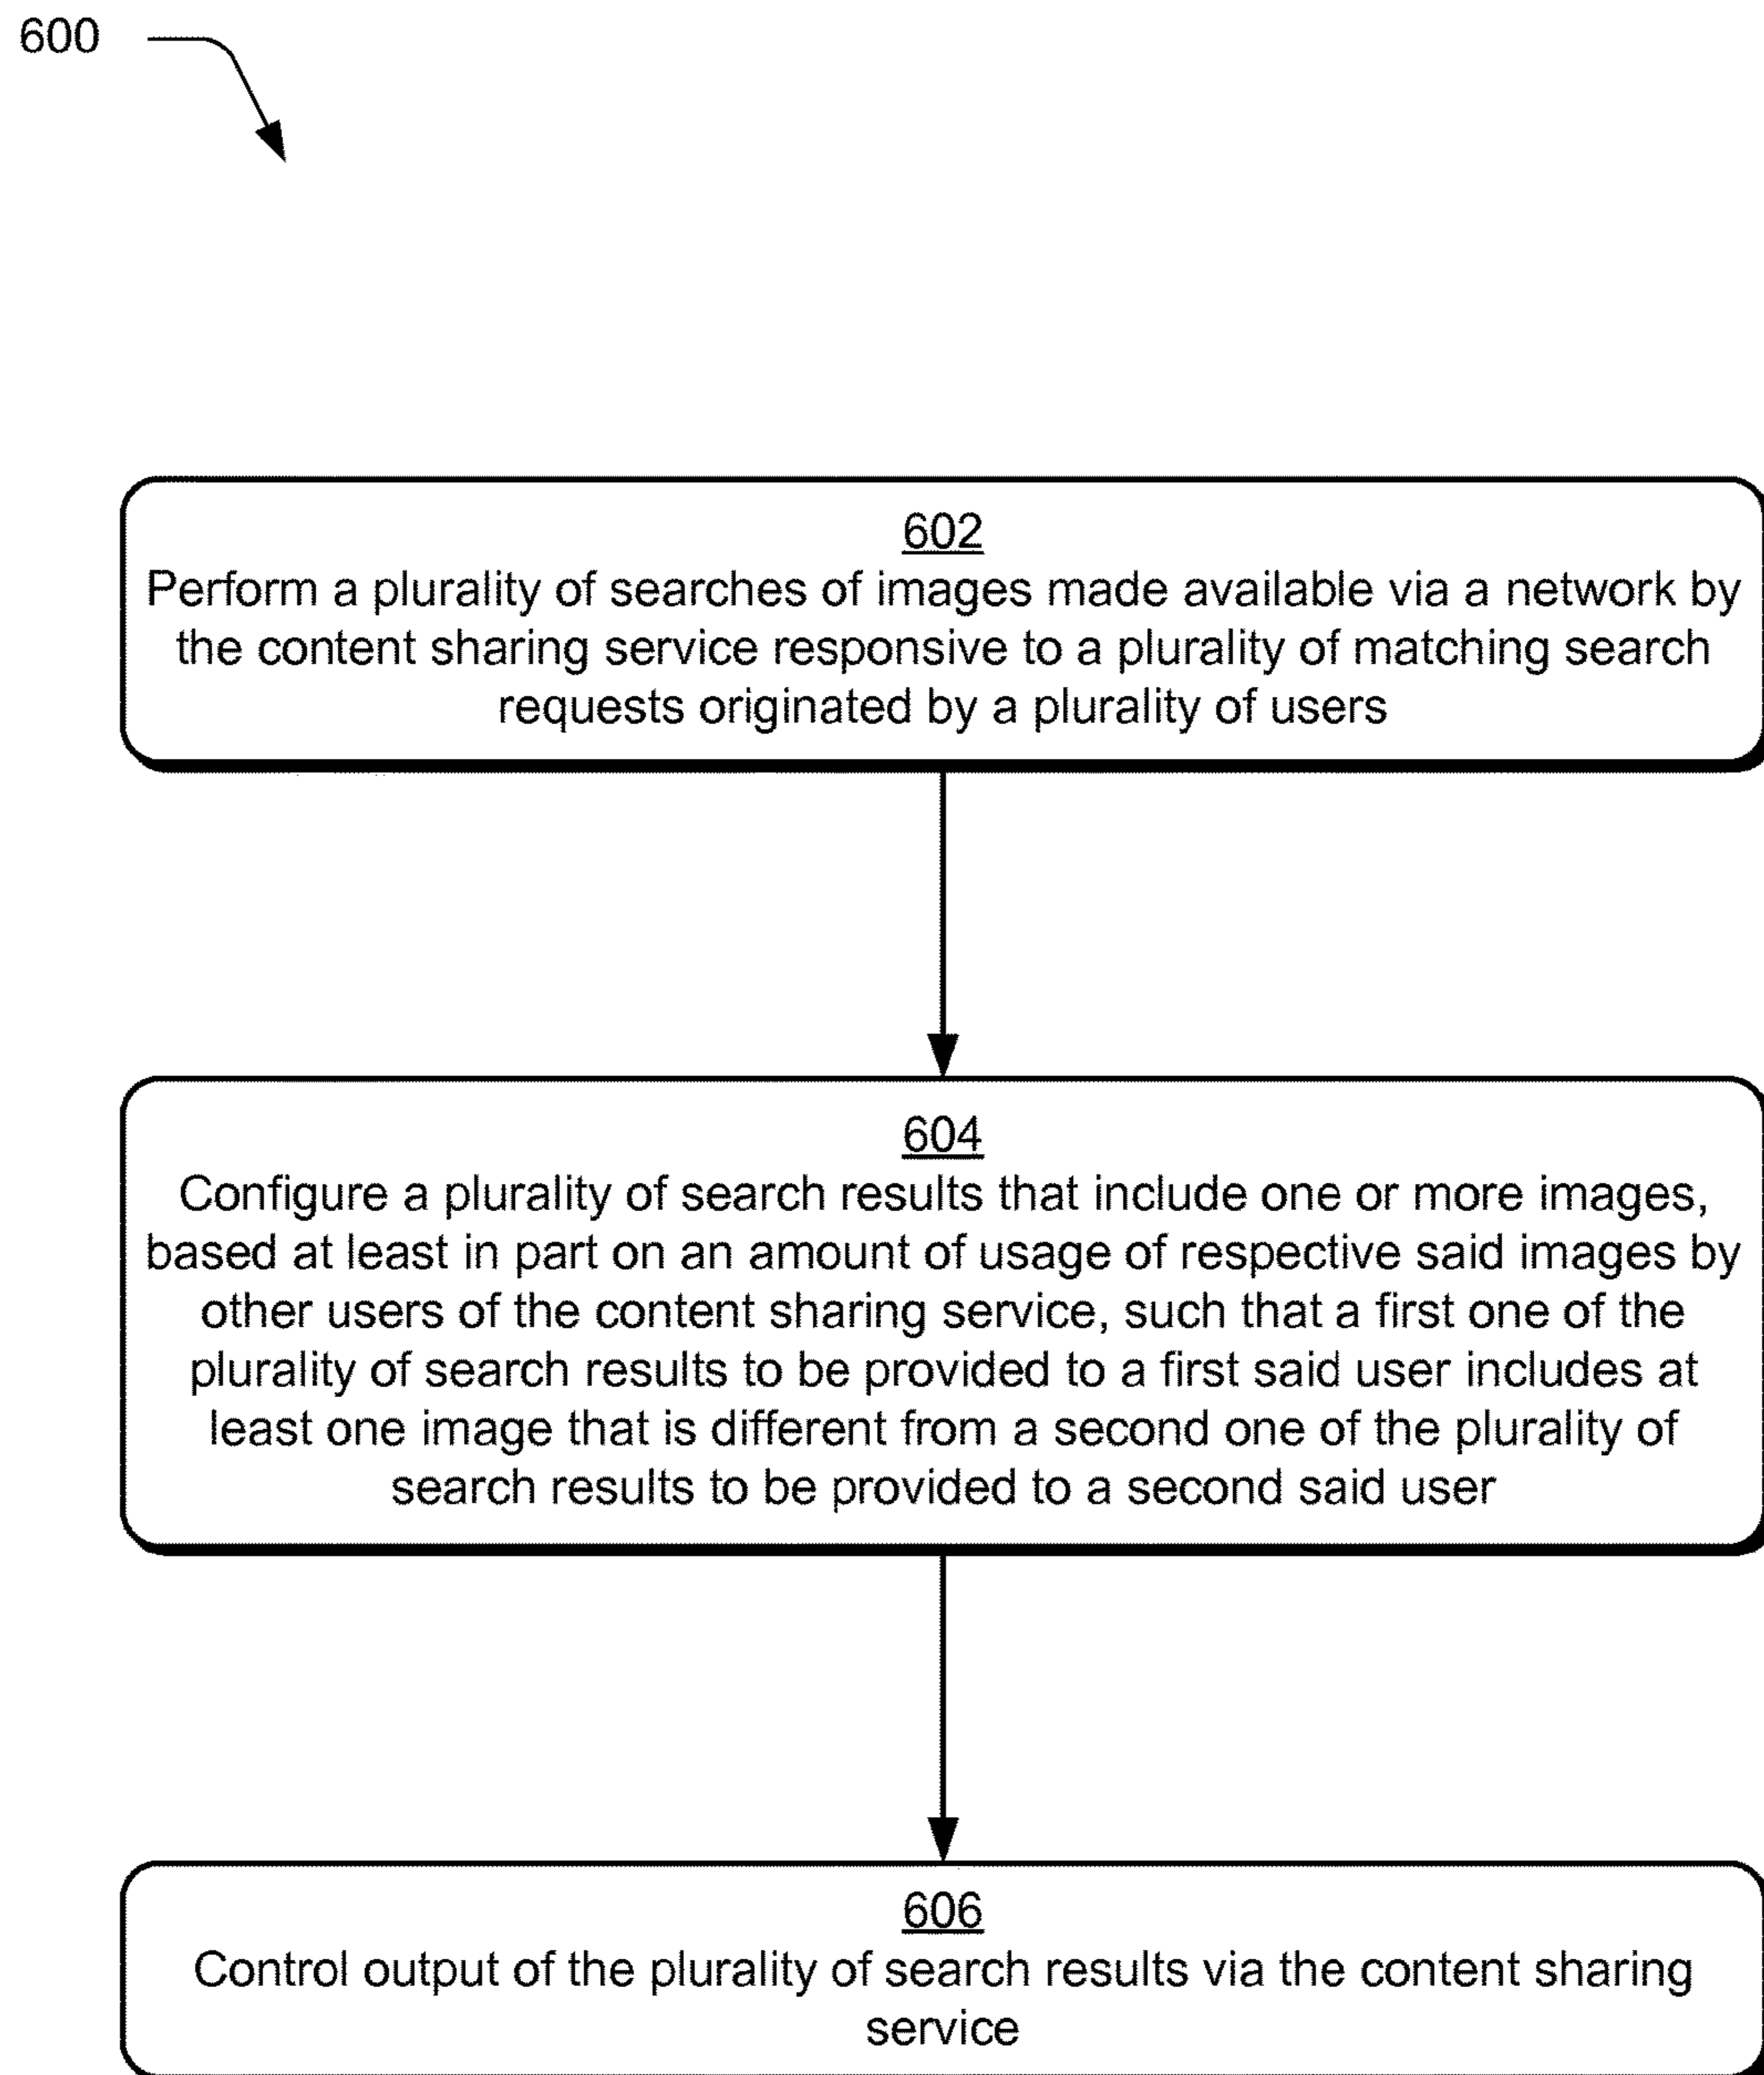 600
602
Perform a plurality of searches of images made available via a network by
the content sharing service responsive to a plurality of matching search
requests originated by a plurality of users
604
Configure a plurality of search results that include one or more images,
based at least in part on an amount of usage of respective said images by
other users of the content sharing service, such that a first one of the
plurality of search results to be provided to a first said user includes at
least one image that is different from a second one of the plurality of
search results to be provided to a second said user
606
Control output of the plurality of search results via the content sharing
service